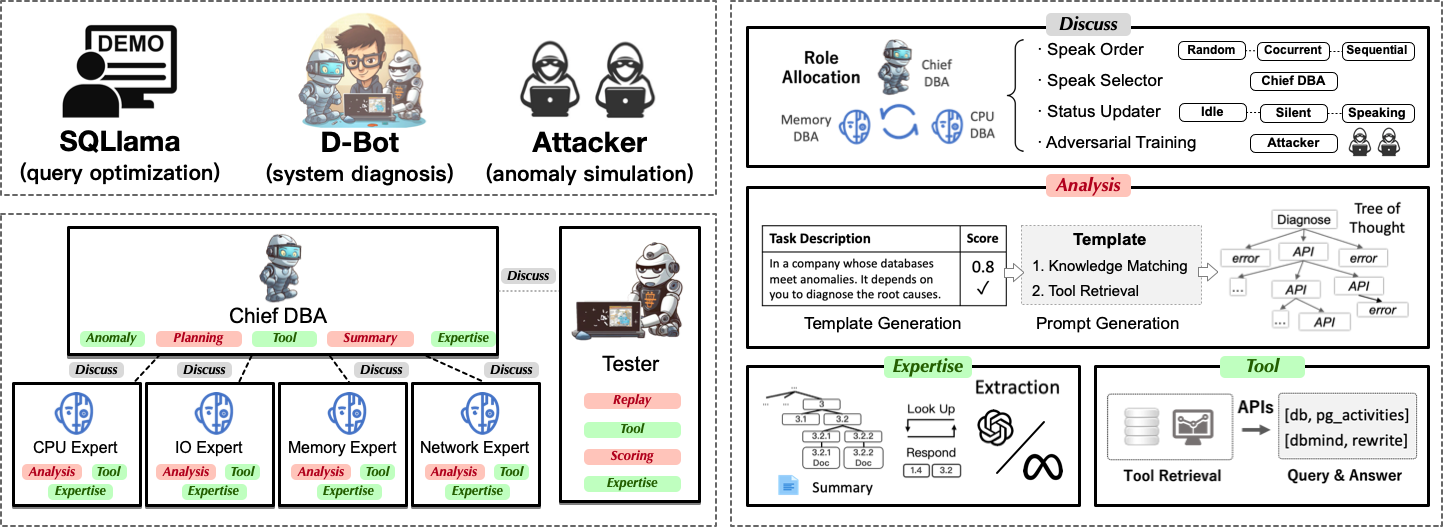 DEMO
SQLlama
(query optimization)
D-Bot
(system diagnosis)
Attacker
(anomaly simulation)
Chief DBA
Anomaly
Planning
Tool
Summary
Expertise
Discuss
Discuss
Discuss
Discuss
Discuss
CPU Expert
Analysis
Tool
Expertise
IO Expert
Analysis
Tool
Expertise
Memory Expert
Analysis
Tool
Expertise
Network Expert
Analysis
Tool
Expertise
Tester
Replay
Tool
Scoring
Expertise
Discuss
Role
Allocation
Chief
DBA
Memory
DBA
CPU
DBA
· Speak Order
Random
Cocurrent
Sequential
· Speak Selector
Chief DBA
· Status Updater
Idle
Silent
Speaking
· Adversarial Training
Attacker
Analysis
Task Description
Score
In a company whose databases
meet anomalies. It depends on
you to diagnose the root causes.
0.8
✓
Template Generation
Template
1. Knowledge Matching
2. Tool Retrieval
Prompt Generation
Tree of
Thought
Diagnose
error
API
error
...
API
API
...
API
error
Expertise
...
...
...
3
3.1
3.2
3.2.1
3.2.2
3.2.1
Doc
3.2.2
Doc
Summary
Look Up
Respond
1.4
3.2
Extraction
Tool
Tool Retrieval
APIs
[db, pg_activities]
[dbmind, rewrite]
Query & Answer